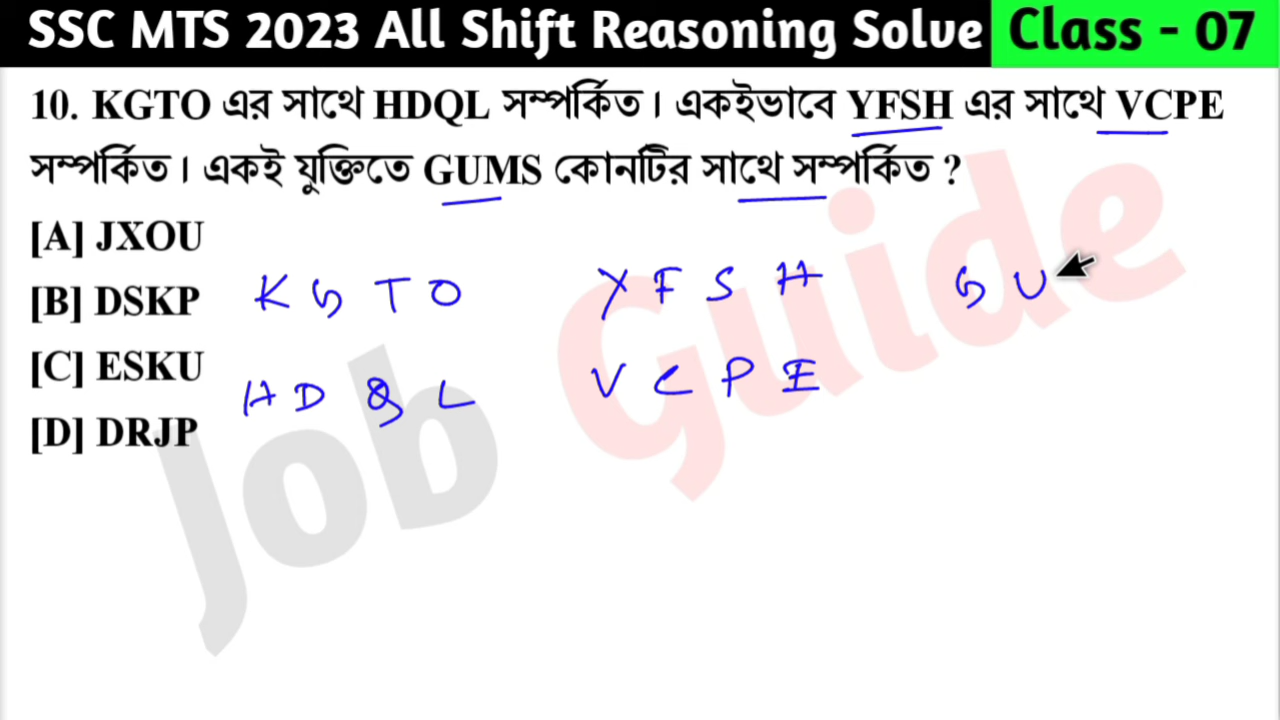 SSC MTS 2023 All Shift Reasoning Solve Class - 07
10. KGTO এর সাথে HDQL সম্পর্কিত। একইভাবে YFSH এর সাথে VCPE
সম্পর্কিত। একই যুক্তিতে GUMS কোনটির সাথে সম্পর্কিত ?
[A] JXOU
[B] DSKP
[C] ESKU
[D] DRJP
K G T O Y F S H G U
H D Q L V C P E
Job Guide